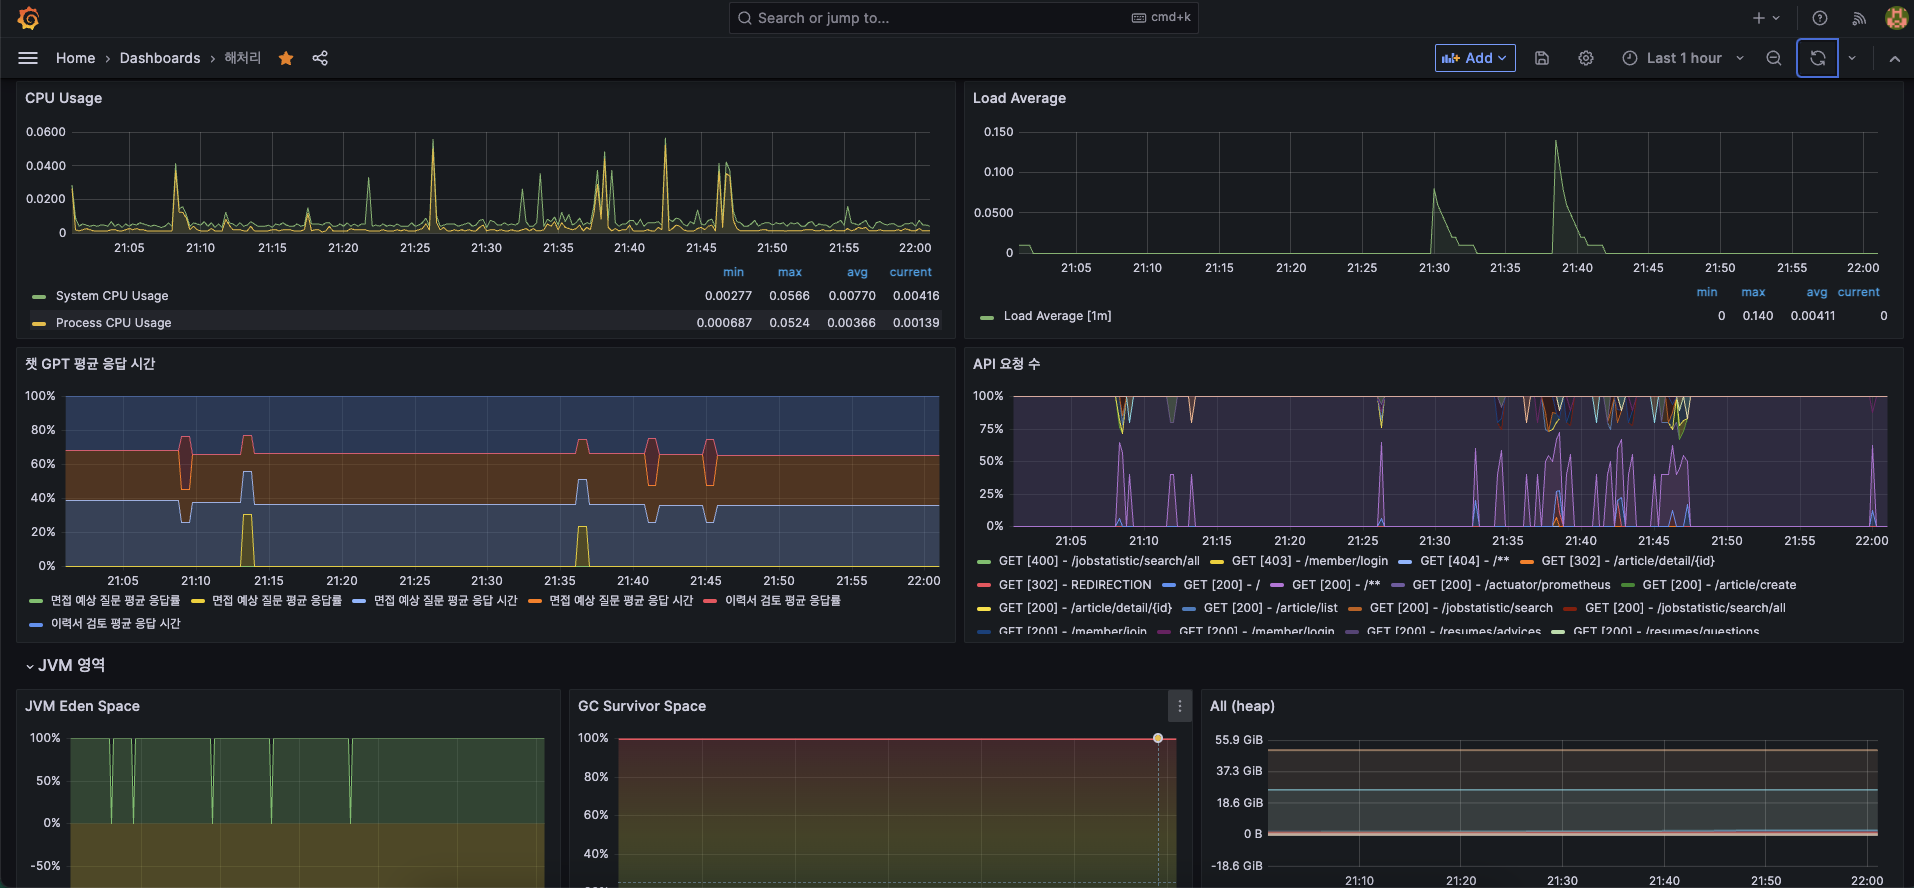 Search or jump to...
cmd+k
Home › Dashboards › 해처리
Add
Last 1 hour
CPU Usage
0.0600
0.0400
0.0200
0
21:05 21:10 21:15 21:20 21:25 21:30 21:35 21:40 21:45 21:50 21:55 22:00
min max avg current
System CPU Usage 0.00277 0.0566 0.00770 0.00416
Process CPU Usage 0.000687 0.0524 0.00366 0.00139
Load Average
0.150
0.100
0.0500
0
21:05 21:10 21:15 21:20 21:25 21:30 21:35 21:40 21:45 21:50 21:55 22:00
min max avg current
Load Average [1m] 0 0.140 0.00411 0
챗 GPT 평균 응답 시간
100%
80%
60%
40%
20%
0%
21:05 21:10 21:15 21:20 21:25 21:30 21:35 21:40 21:45 21:50 21:55 22:00
면접 예상 질문 평균 응답률 면접 예상 질문 평균 응답률 면접 예상 질문 평균 응답 시간 면접 예상 질문 평균 응답 시간 이력서 검토 평균 응답률
이력서 검토 평균 응답 시간
API 요청 수
100%
75%
50%
25%
0%
21:05 21:10 21:15 21:20 21:25 21:30 21:35 21:40 21:45 21:50 21:55 22:00
GET [400] - /jobstatistic/search/all GET [403] - /member/login GET [404] - /** GET [302] - /article/detail/{id}
GET [302] - REDIRECTION GET [200] - / GET [200] - /** GET [200] - /actuator/prometheus GET [200] - /article/create
GET [200] - /article/detail/{id} GET [200] - /article/list GET [200] - /jobstatistic/search GET [200] - /jobstatistic/search/all
GET [200] - /member/join GET [200] - /member/login GET [200] - /resumes/advices GET [200] - /resumes/questions
JVM 영역
JVM Eden Space
100%
50%
0%
-50%
GC Survivor Space
100%
80%
60%
40%
All (heap)
55.9 GiB
37.3 GiB
18.6 GiB
0 B
-18.6 GiB
21:10 21:20 21:30 21:40 21:50 22:00